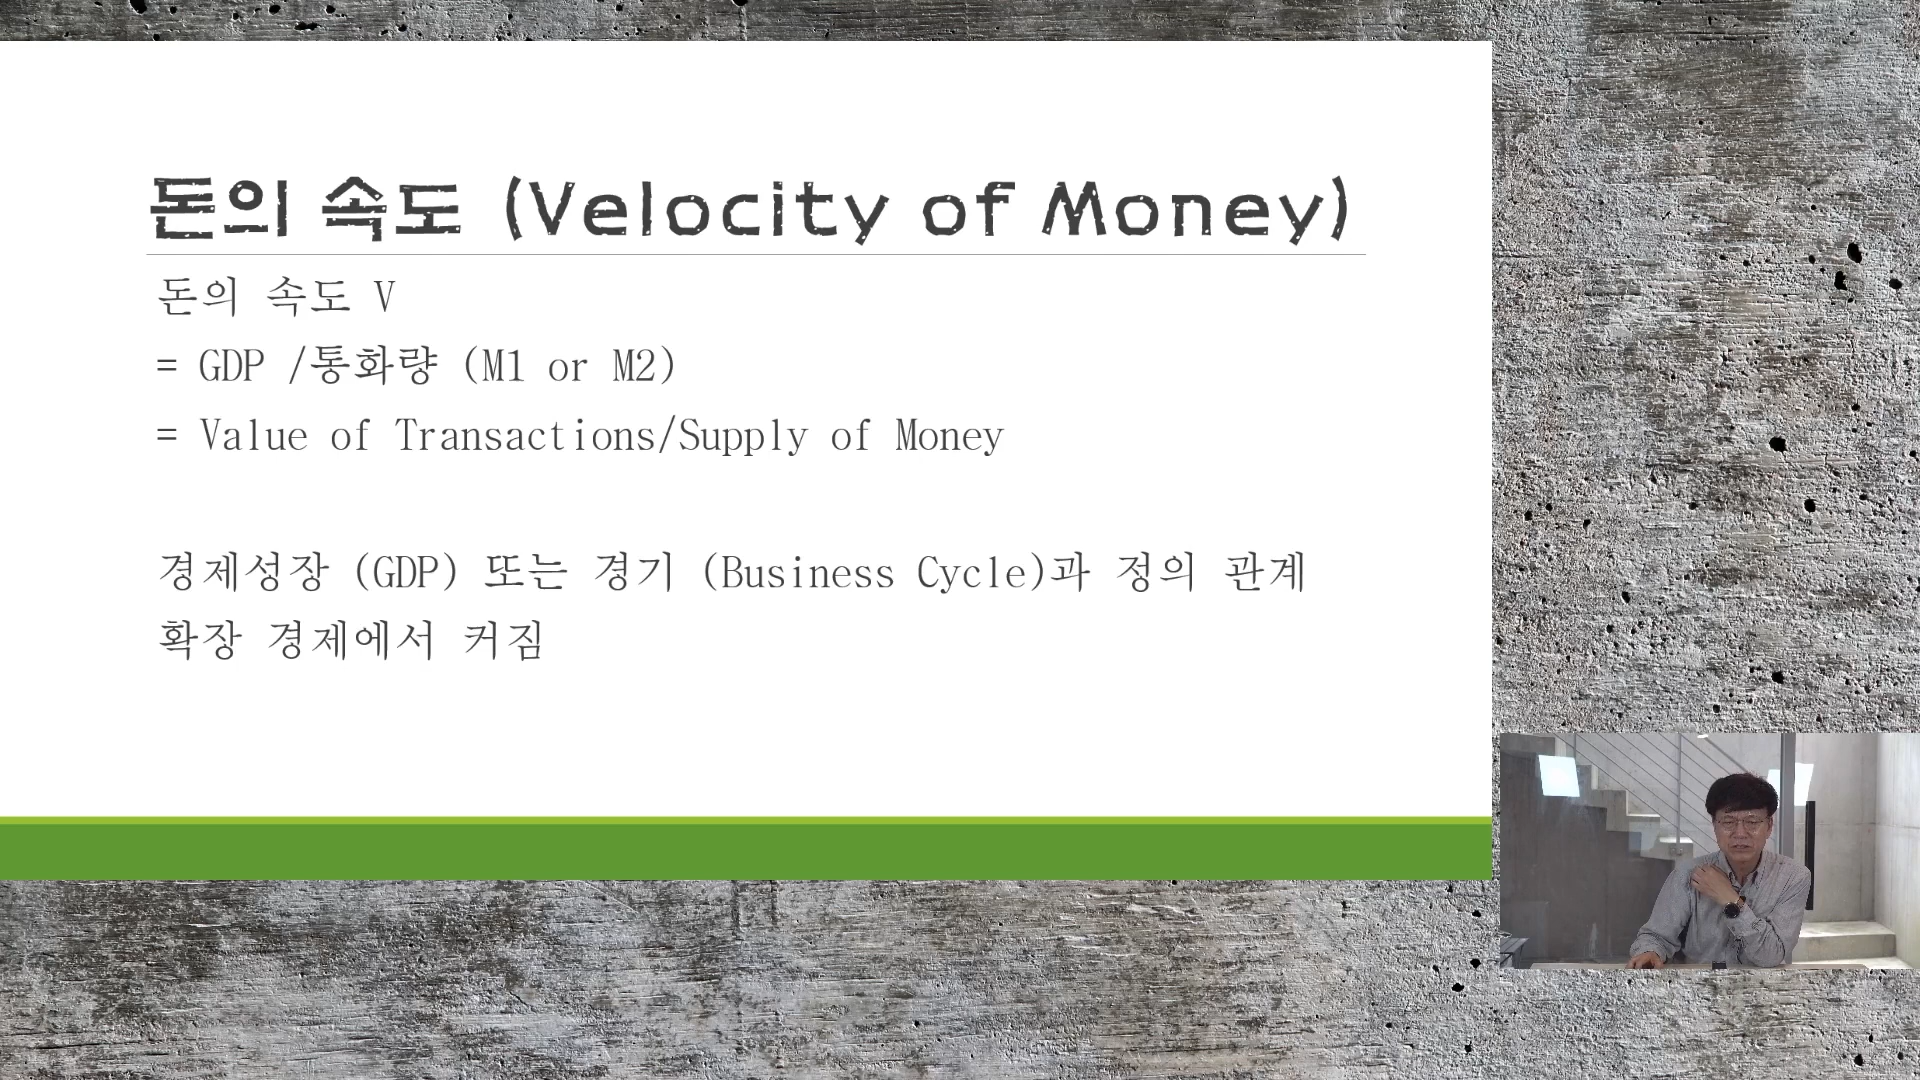 돈의 속도 (Velocity of Money)
돈의 속도 V
= GDP /통화량 (M1 or M2)
= Value of Transactions/Supply of Money
경제성장 (GDP) 또는 경기 (Business Cycle)과 정의 관계
확장 경제에서 커짐